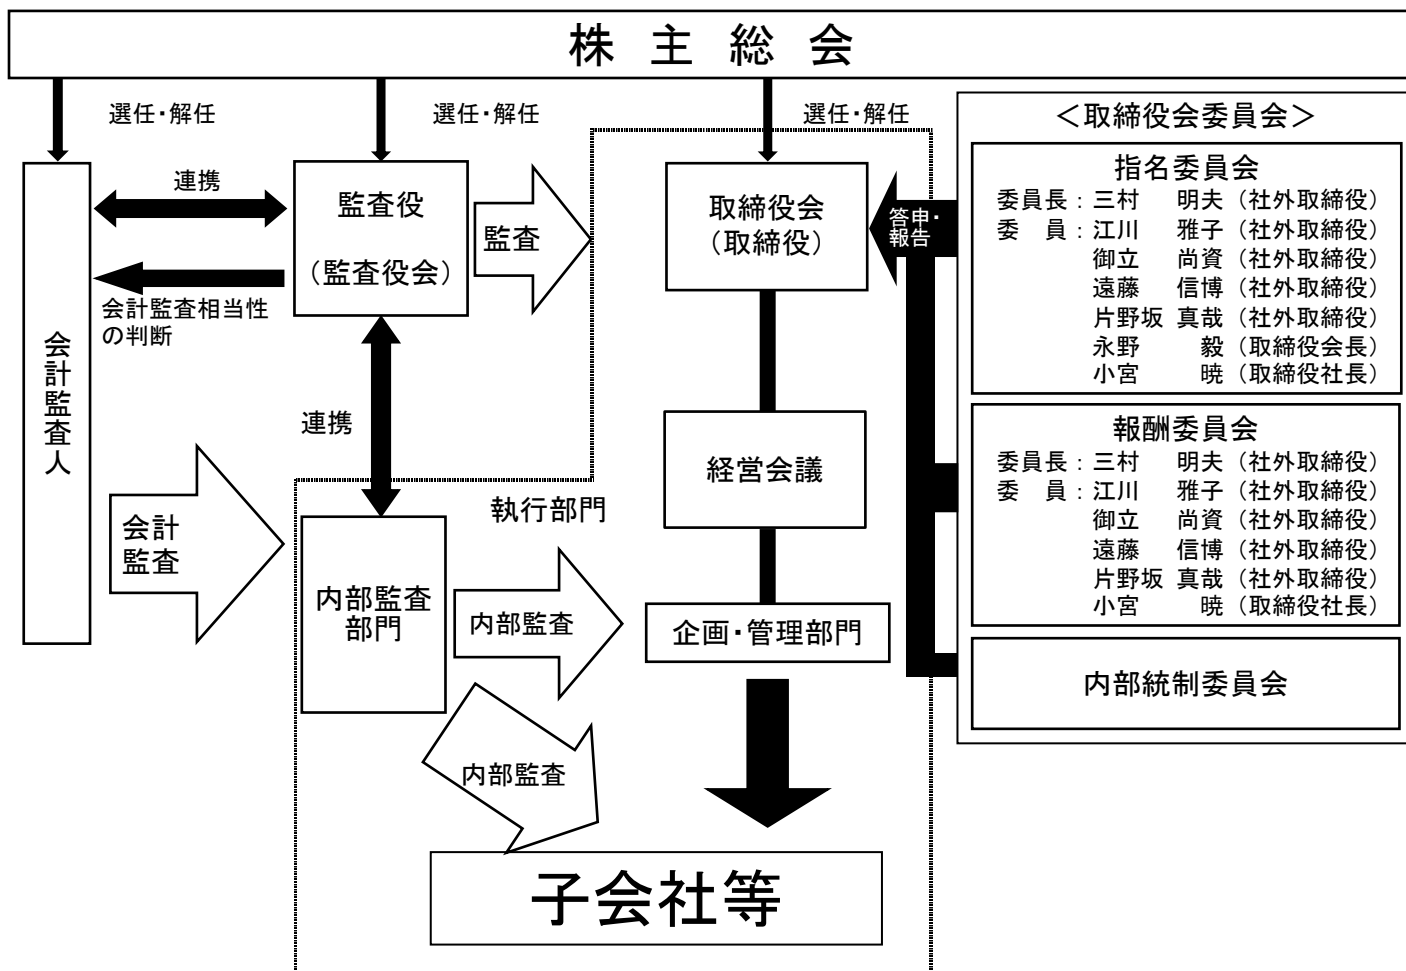 株 主 総 会
選任・解任
選任・解任
選任・解任
会計監査人
連携
会計監査相当性
の判断
監査役
（監査役会）
監査
取締役会
（取締役）
答申・
報告
連携
会計
監査
執行部門
内部監査
部門
内部監査
内部監査
経営会議
企画・管理部門
子会社等
＜取締役会委員会＞
指名委員会
委員長：三村 明夫（社外取締役）
委 員：江川 雅子（社外取締役）
御立 尚資（社外取締役）
遠藤 信博（社外取締役）
片野坂 真哉（社外取締役）
永野 毅（取締役会長）
小宮 暁（取締役社長）
報酬委員会
委員長：三村 明夫（社外取締役）
委 員：江川 雅子（社外取締役）
御立 尚資（社外取締役）
遠藤 信博（社外取締役）
片野坂 真哉（社外取締役）
小宮 暁（取締役社長）
内部統制委員会